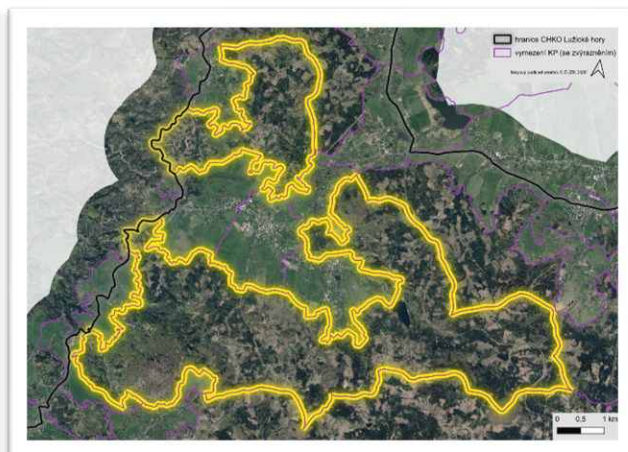 hranice CHKO Lužické hory
vymezení KP (se zvýrazněním)
0 0,5 1 km